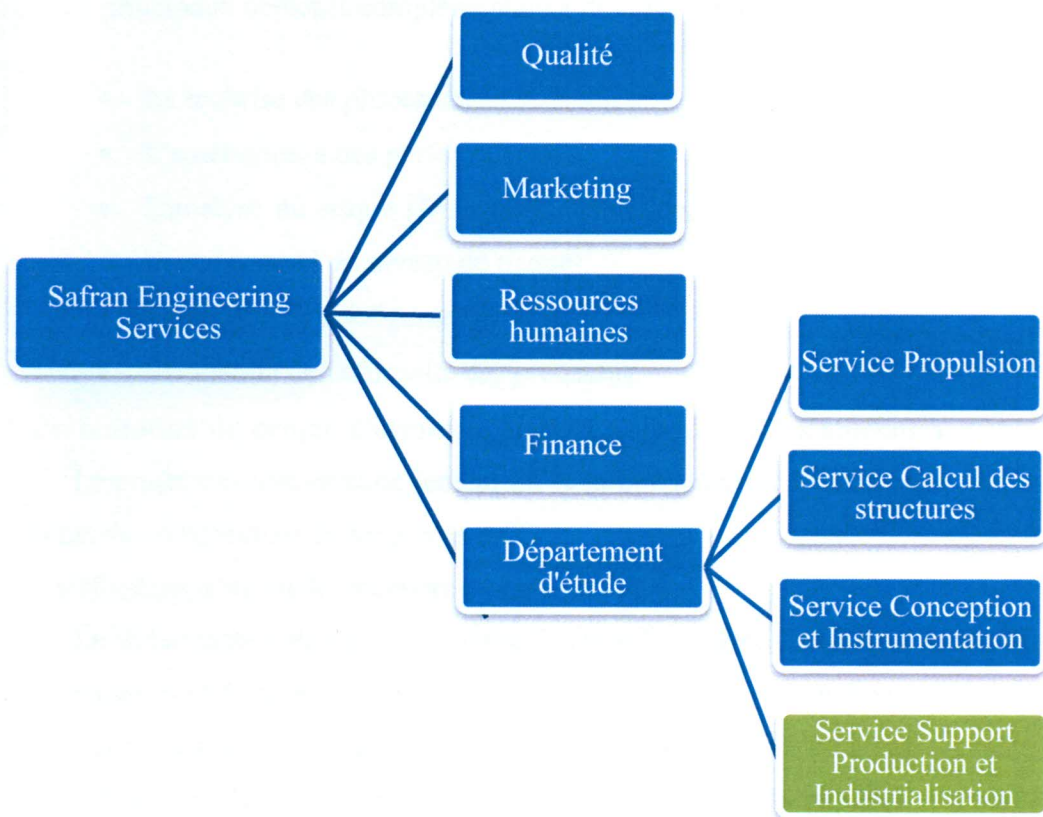 Qualité
Marketing
Safran Engineering
Services
Ressources
humaines
Finance
Département
d'étude
Service Propulsion
Service Calcul des
structures
Service Conception
et Instrumentation
Service Support
Production et
Industrialisation